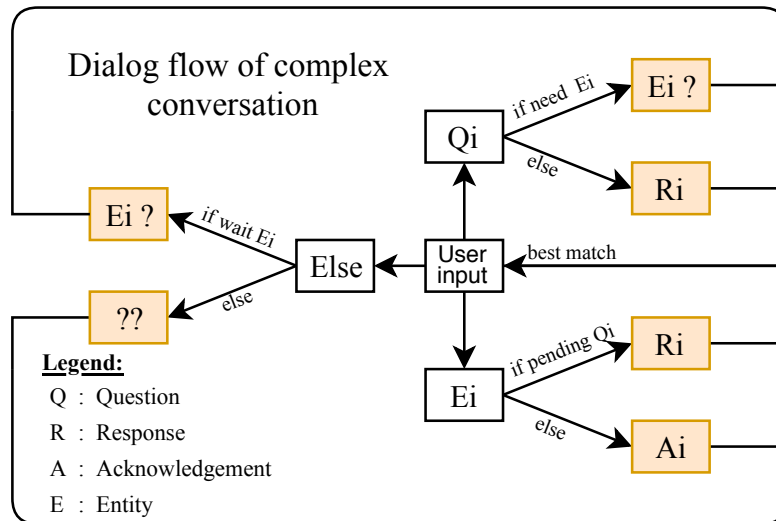 Dialog flow of complex
conversation
if need Ei
Ei ?
Qi
else
Ri
Ei ?
if wait Ei
Else
User
input
best match
else
??
if pending Qi
Ri
Ei
else
Ai
Legend:
Q : Question
R : Response
A : Acknowledgement
E : Entity